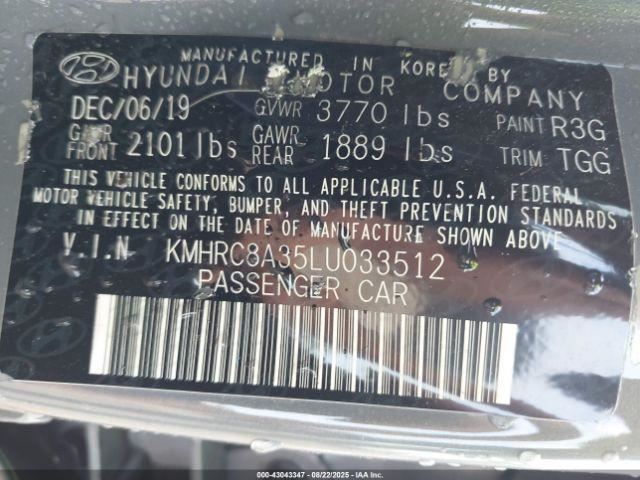 MANUFACTURED IN KOREA BY
HYUNDAI MOTOR COMPANY
DEC/06/19 GVWR 3770 lbs PAINT R3G
GAWR FRONT 2101 lbs GAWR REAR 1889 lbs TRIM TGG
THIS VEHICLE CONFORMS TO ALL APPLICABLE U.S.A. FEDERAL
MOTOR VEHICLE SAFETY, BUMPER, AND THEFT PREVENTION STANDARDS
IN EFFECT ON THE DATE OF MANUFACTURE SHOWN ABOVE.
V.I.N KMHRC8A35LU033512
PASSENGER CAR
000-43043347 - 08/22/2025 - IAAI.COM